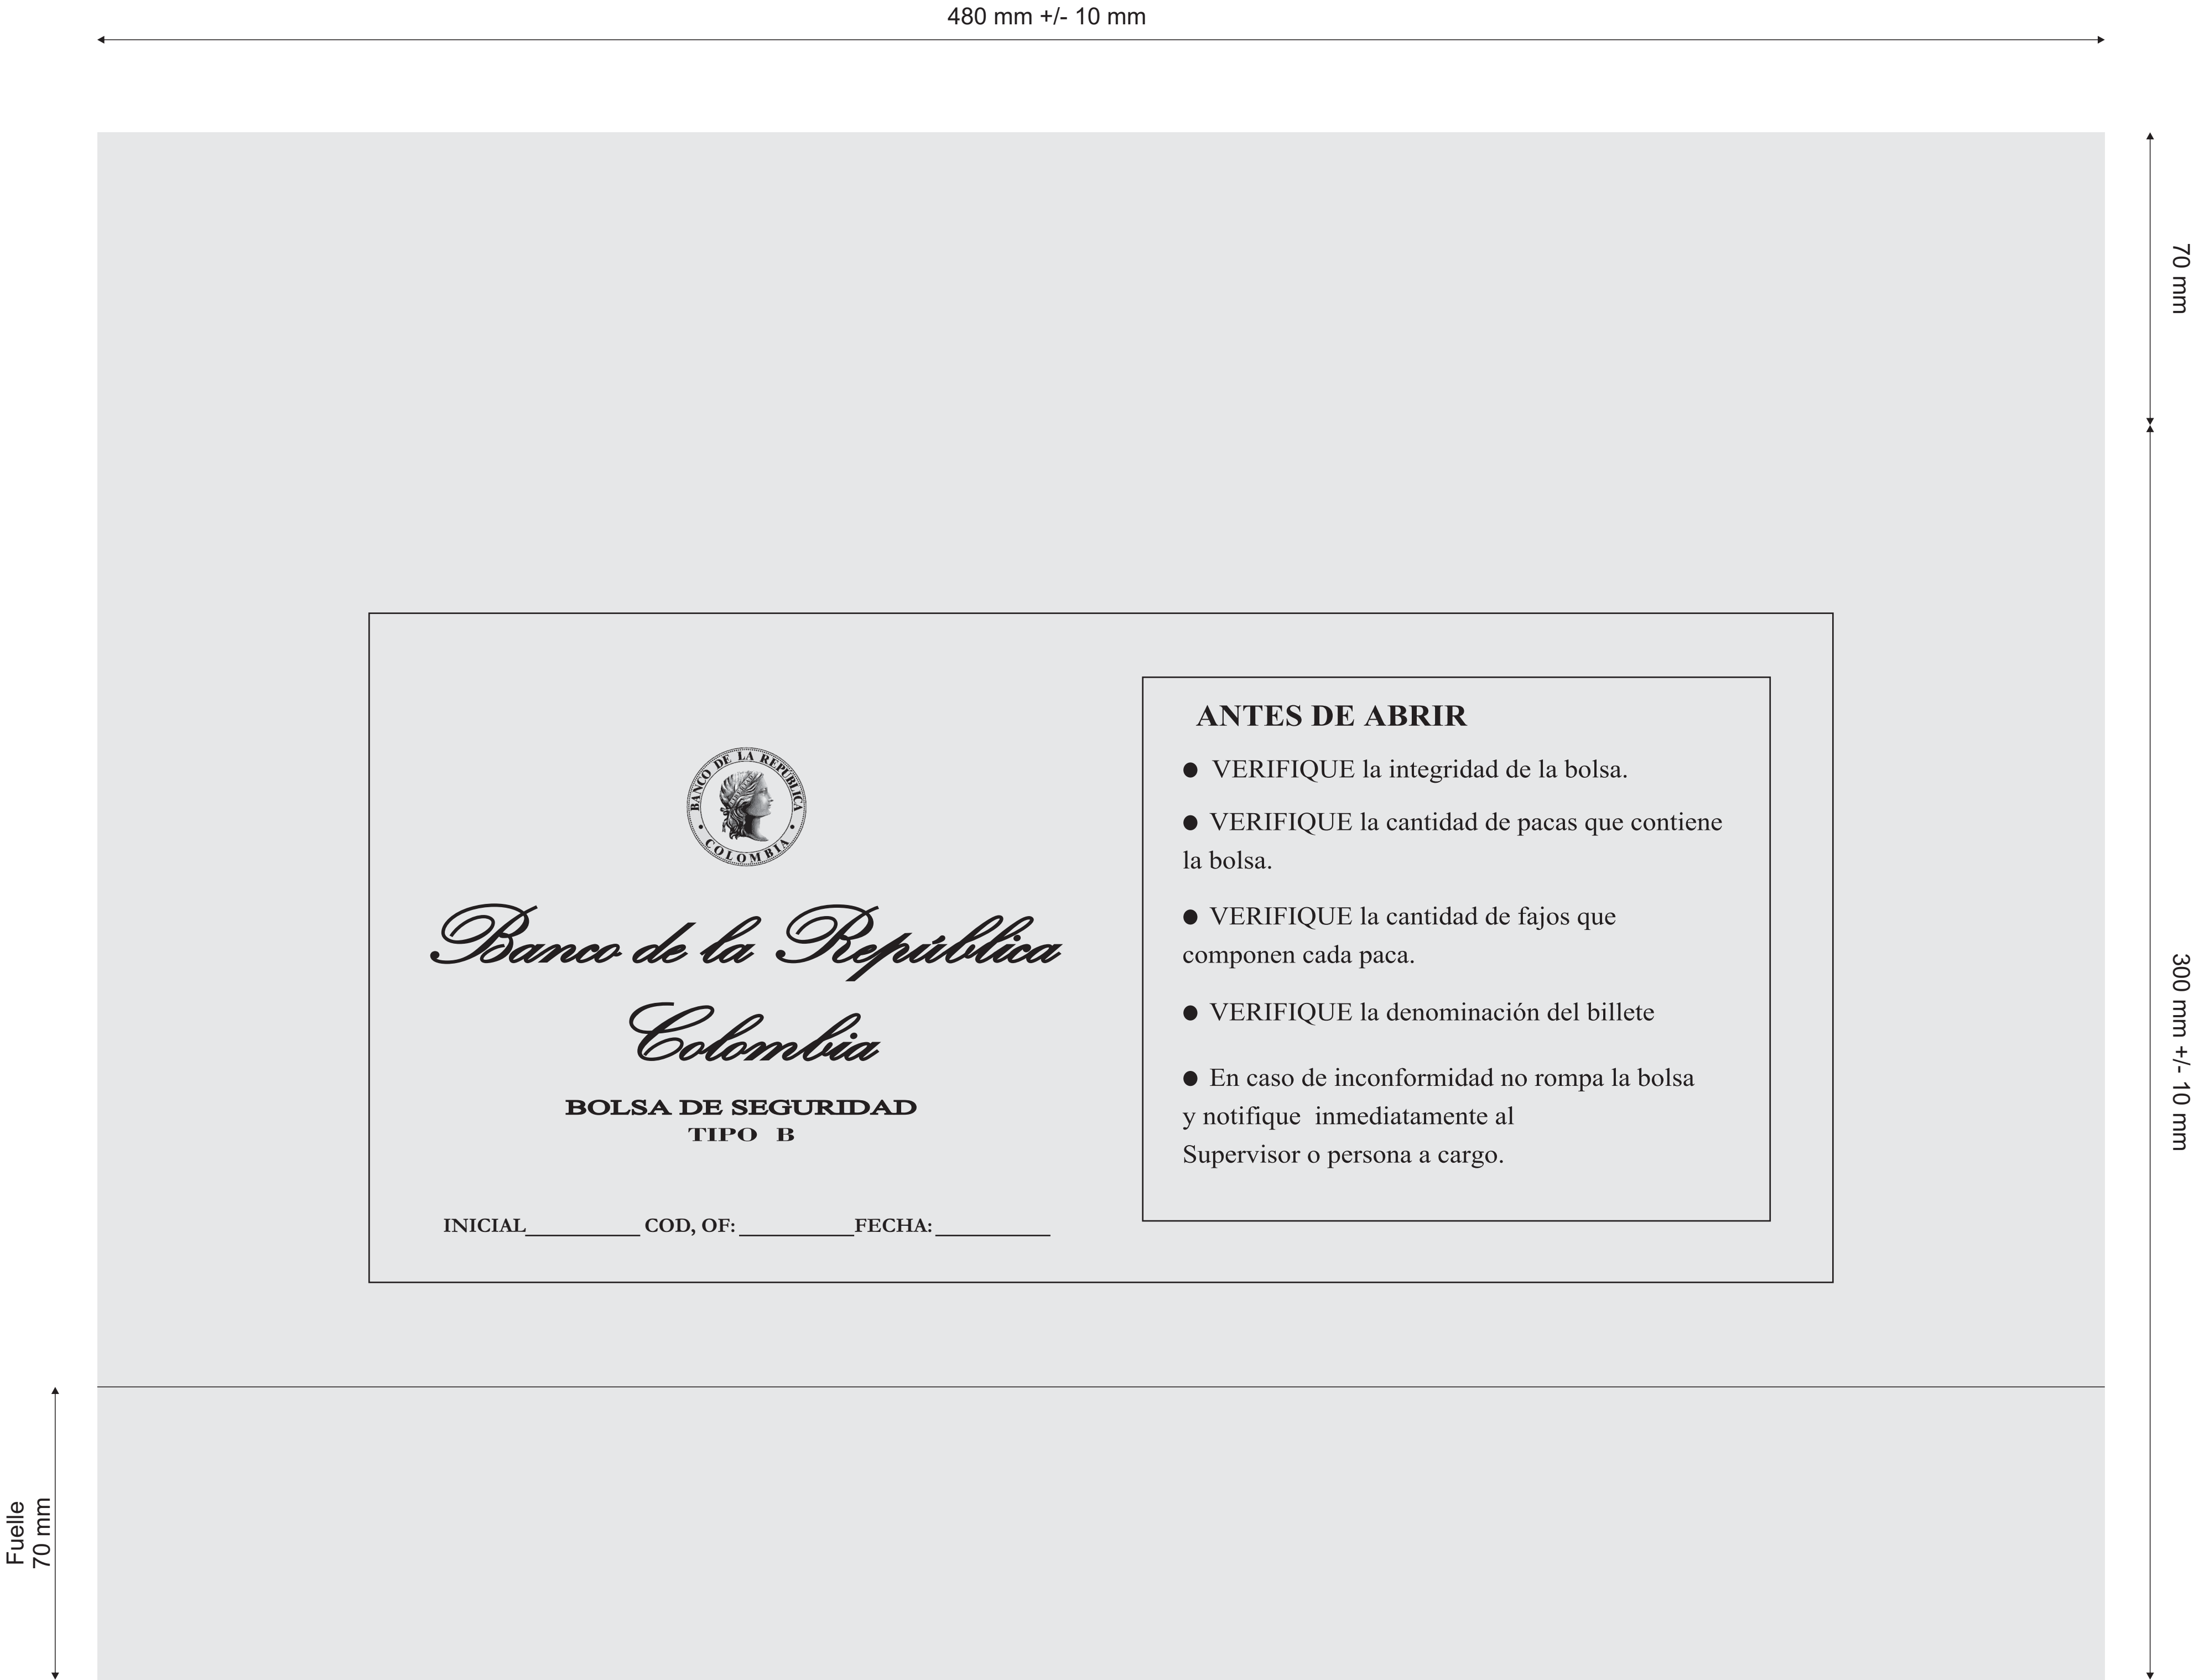 480 mm +/- 10 mm
70 mm
BANCO DE LA REPÚBLICA
COLOMBIA
Banco de la República
Colombia
BOLSA DE SEGURIDAD
TIPO B
INICIAL__________ COD, OF: __________FECHA: __________
ANTES DE ABRIR
● VERIFIQUE la integridad de la bolsa.
● VERIFIQUE la cantidad de pacas que contiene
la bolsa.
● VERIFIQUE la cantidad de fajos que
componen cada paca.
● VERIFIQUE la denominación del billete
● En caso de inconformidad no rompa la bolsa
y notifique inmediatamente al
Supervisor o persona a cargo.
300 mm +/- 10 mm
Fuelle
70 mm